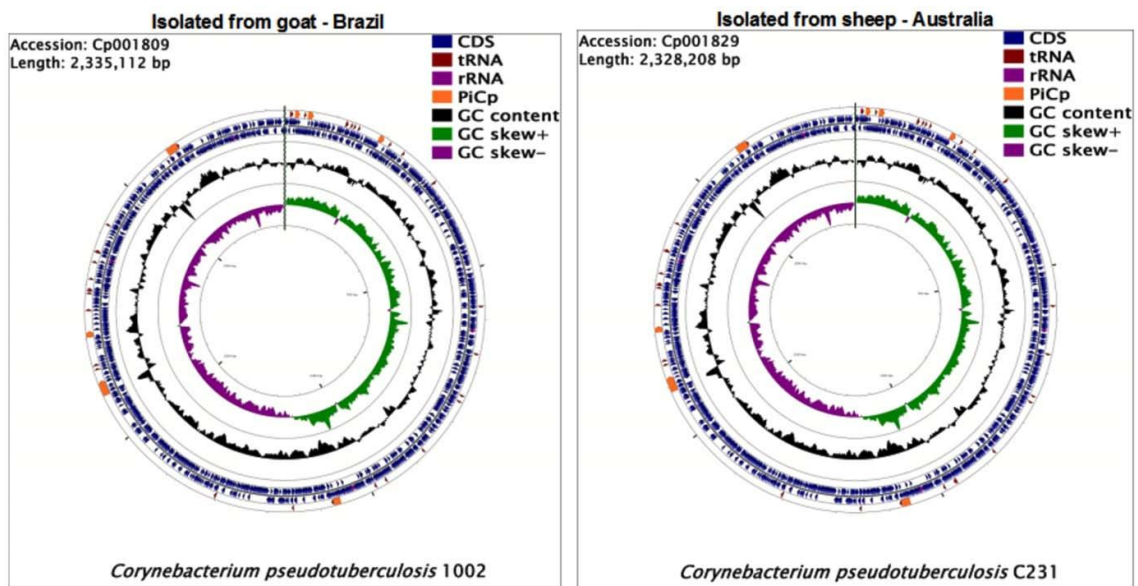 Isolated from goat - Brazil
Accession: Cp001809
Length: 2,335,112 bp
CDS
tRNA
rRNA
PiCp
GC content
GC skew+
GC skew−
Corynebacterium pseudotuberculosis 1002
Isolated from sheep - Australia
Accession: Cp001829
Length: 2,328,208 bp
CDS
tRNA
rRNA
PiCp
GC content
GC skew+
GC skew−
Corynebacterium pseudotuberculosis C231